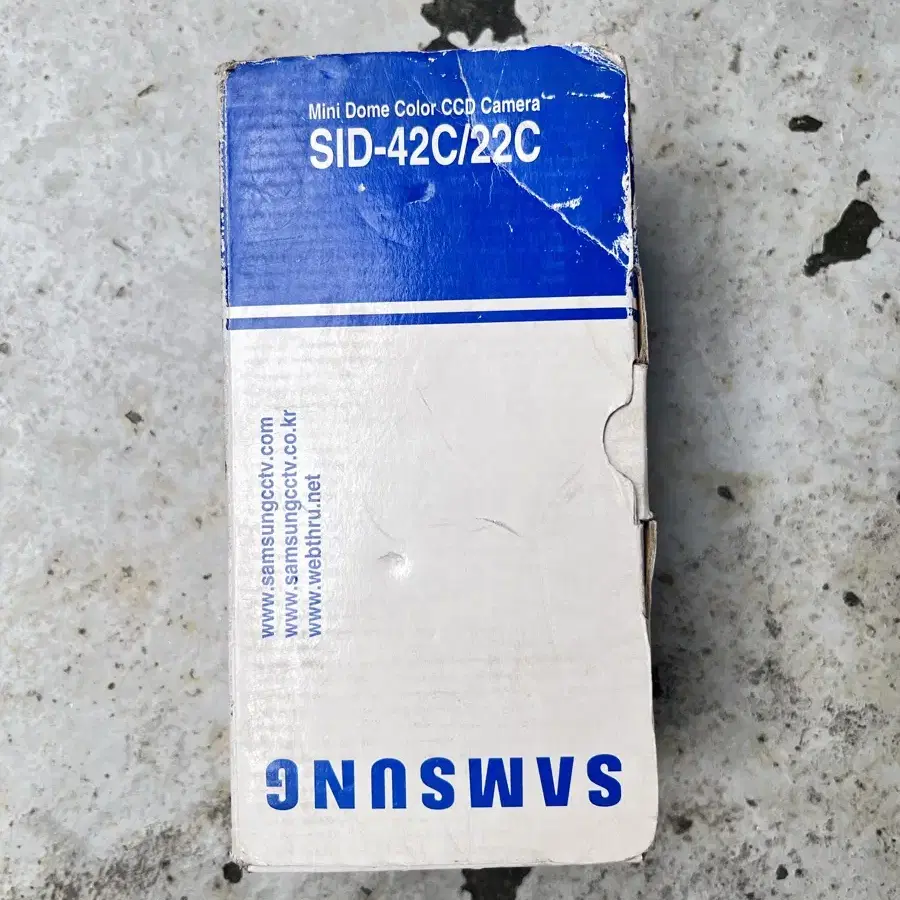 Mini Dome Color CCD Camera
SID-42C/22C
www.samsungcctv.com
www.samsungcctv.co.kr
www.webthru.net
SAMSUNG